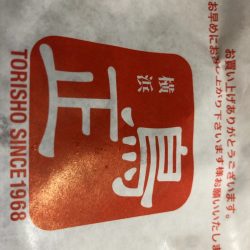 お買い上げありがとうございます。
お早めにお召し上がり下さいます様お願いいたしま
横浜
鳥正
TORISHO SINCE 1968